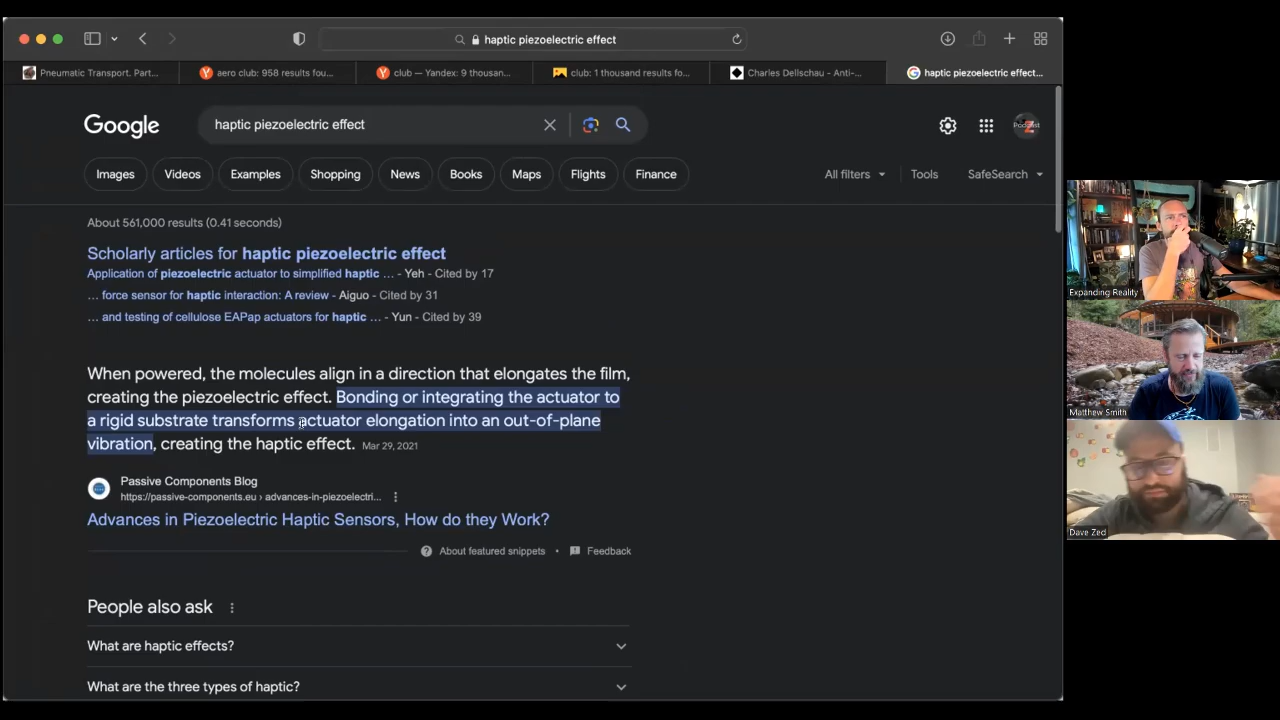 haptic piezoelectric effect
Pneumatic Transport. Part...
aero club: 958 results fou...
club — Yandex: 9 thousan...
club: 1 thousand results fo...
Charles Dellschau - Anti-...
haptic piezoelectric effect...
Google
haptic piezoelectric effect
Images
Videos
Examples
Shopping
News
Books
Maps
Flights
Finance
All filters
Tools
SafeSearch
About 561,000 results (0.41 seconds)
Scholarly articles for haptic piezoelectric effect
Application of piezoelectric actuator to simplified haptic ... - Yeh - Cited by 17
... force sensor for haptic interaction: A review - Aiguo - Cited by 31
... and testing of cellulose EAPap actuators for haptic ... - Yun - Cited by 39
When powered, the molecules align in a direction that elongates the film,
creating the piezoelectric effect. Bonding or integrating the actuator to
a rigid substrate transforms actuator elongation into an out-of-plane
vibration, creating the haptic effect. Mar 29, 2021
Passive Components Blog
https://passive-components.eu › advances-in-piezoelectri...
Advances in Piezoelectric Haptic Sensors, How do they Work?
About featured snippets • Feedback
People also ask
What are haptic effects?
What are the three types of haptic?
Expanding Reality
Matthew Smith
Dave Zed